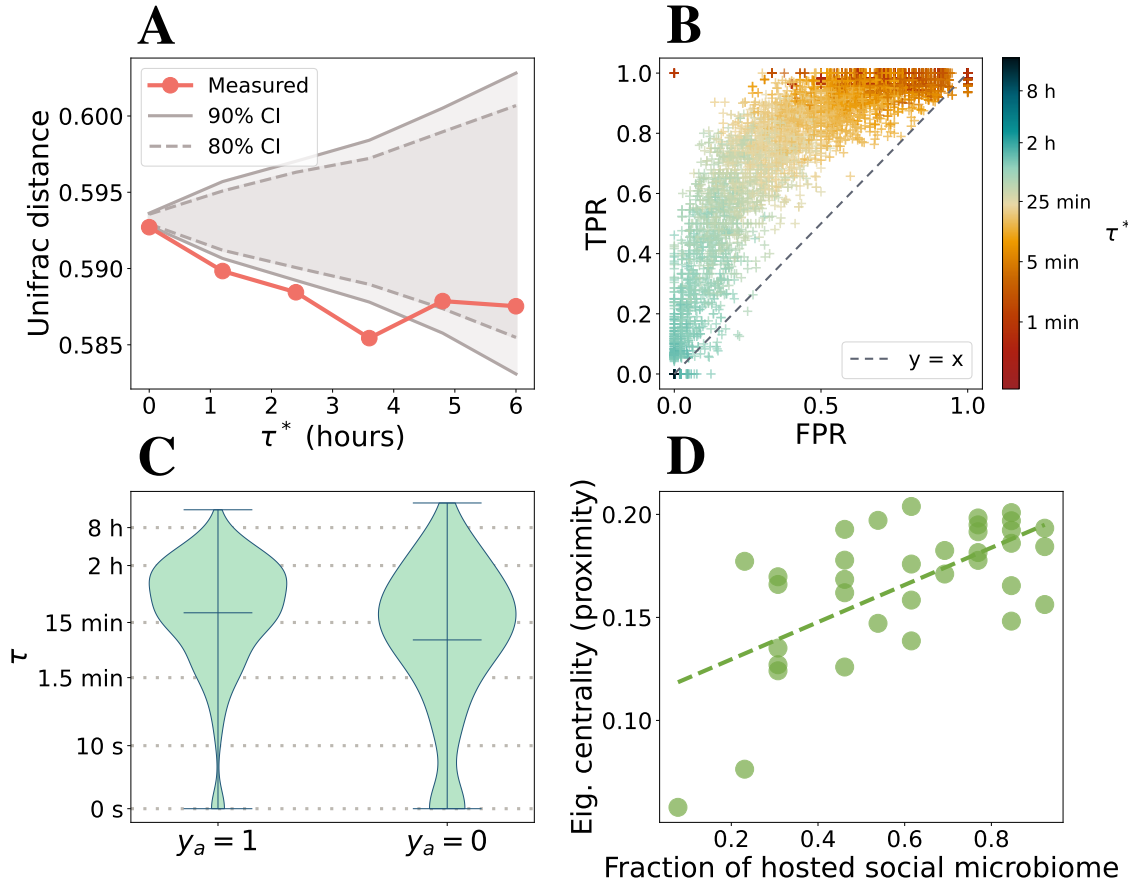 A
Unifrac distance
0.600
0.595
0.590
0.585
Measured
90% CI
80% CI
0 1 2 3 4 5 6
τ* (hours)
B
TPR
1.0
0.8
0.6
0.4
0.2
0.0
y = x
0.0 0.5 1.0
FPR
8 h
2 h
25 min
5 min
1 min
τ*
C
τ
8 h
2 h
15 min
1.5 min
10 s
0 s
yₐ = 1 yₐ = 0
D
Eig. centrality (proximity)
0.20
0.15
0.10
0.2 0.4 0.6 0.8
Fraction of hosted social microbiome